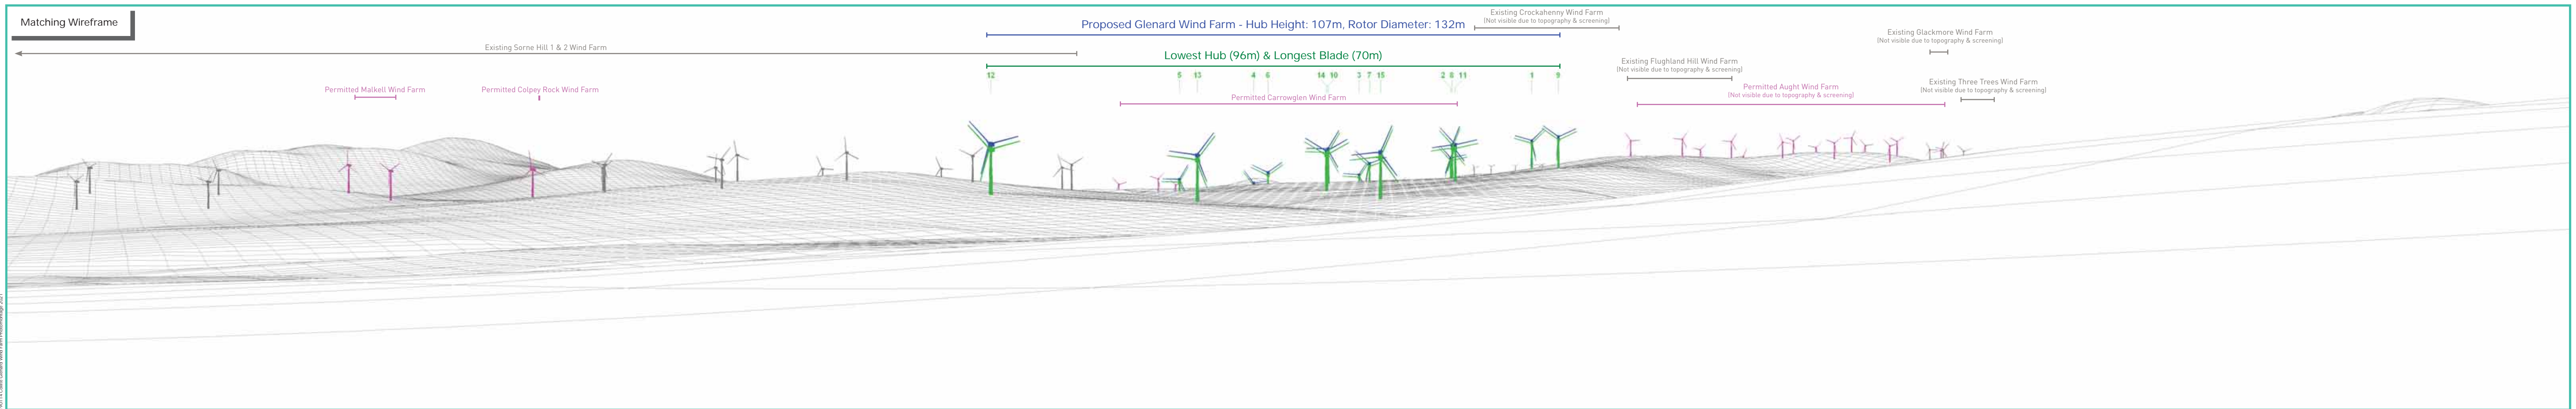 Matching Wireframe
Existing Crockahenny Wind Farm
(Not visible due to topography & screening)
Proposed Glenard Wind Farm - Hub Height: 107m, Rotor Diameter: 132m
Existing Glackmore Wind Farm
(Not visible due to topography & screening)
Existing Sorne Hill 1 & 2 Wind Farm
Lowest Hub (96m) & Longest Blade (70m)
Existing Flughland Hill Wind Farm
(Not visible due to topography & screening)
12 5 13 4 6 14 10 3 7 15 2 8 11 1 9
Existing Three Trees Wind Farm
(Not visible due to topography & screening)
Permitted Malkell Wind Farm
Permitted Colpey Rock Wind Farm
Permitted Aught Wind Farm
(Not visible due to topography & screening)
Permitted Carrowglen Wind Farm